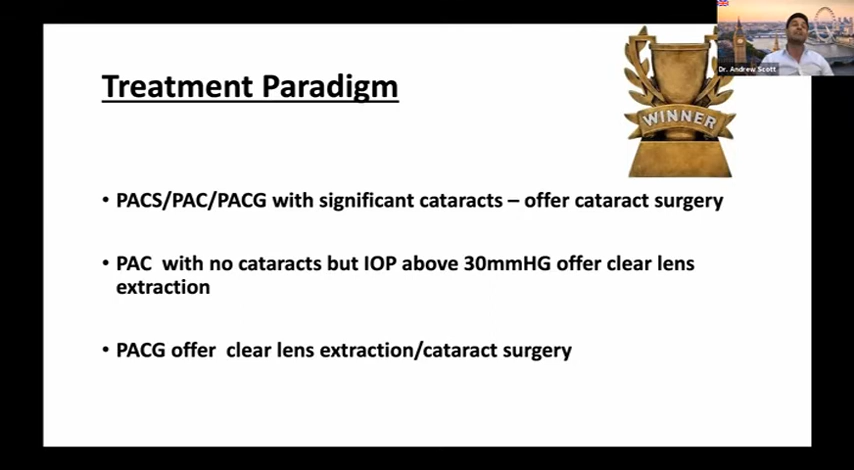 Treatment Paradigm
WINNER
Dr. Andrew Scott
• PACS/PAC/PACG with significant cataracts – offer cataract surgery
• PAC  with no cataracts but IOP above 30mmHG offer clear lens
extraction
• PACG offer  clear lens extraction/cataract surgery